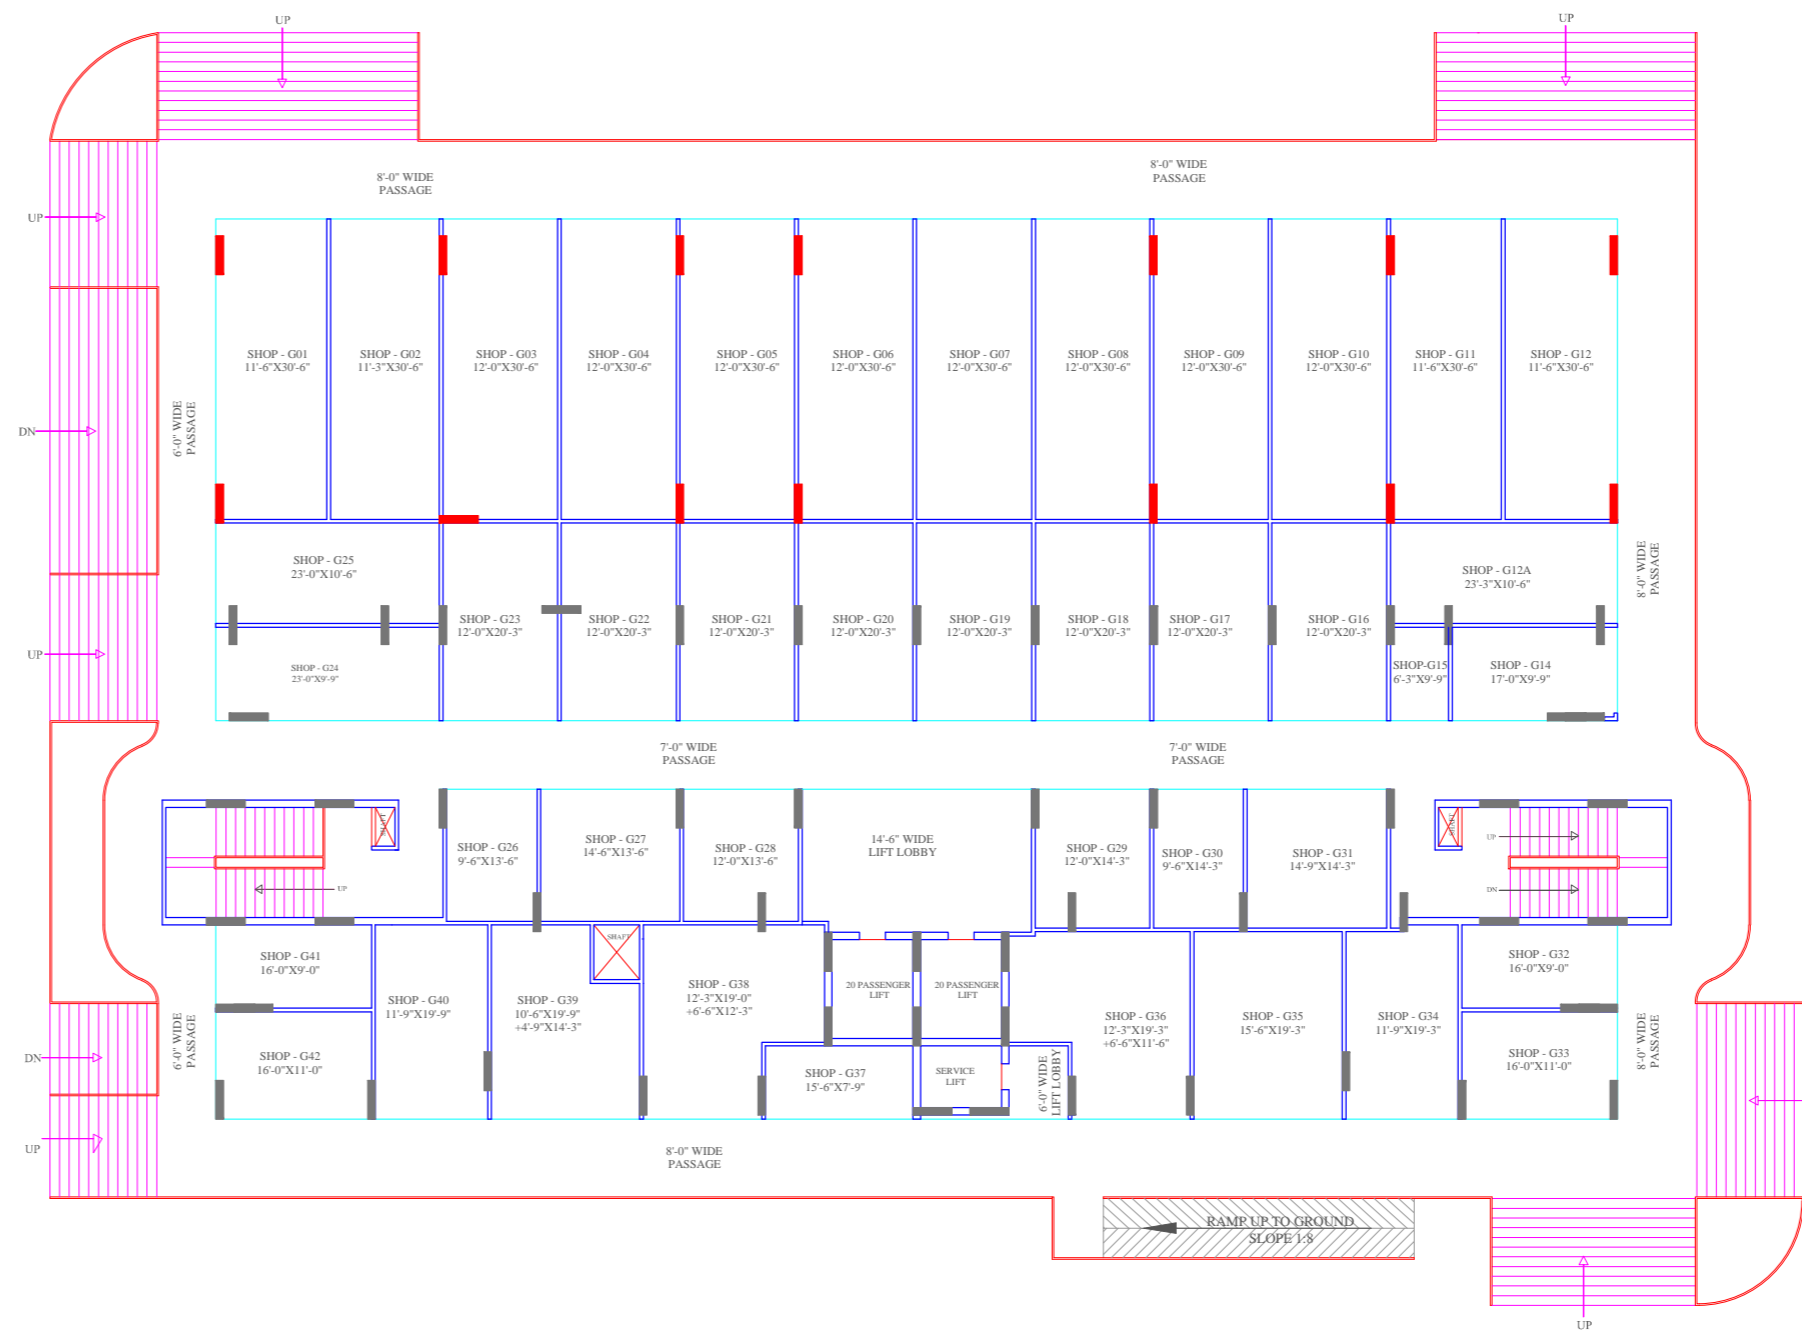 UP
UP
8'-0" WIDE
PASSAGE
8'-0" WIDE
PASSAGE
UP
SHOP - G01
11'-6"X30'-6"
SHOP - G02
11'-3"X30'-6"
SHOP - G03
12'-0"X30'-6"
SHOP - G04
12'-0"X30'-6"
SHOP - G05
12'-0"X30'-6"
SHOP - G06
12'-0"X30'-6"
SHOP - G07
12'-0"X30'-6"
SHOP - G08
12'-0"X30'-6"
SHOP - G09
12'-0"X30'-6"
SHOP - G10
12'-0"X30'-6"
SHOP - G11
11'-6"X30'-6"
SHOP - G12
11'-6"X30'-6"
DN
6'-0" WIDE
PASSAGE
SHOP - G25
23'-0"X10'-6"
SHOP - G12A
23'-3"X10'-6"
8'-0" WIDE
PASSAGE
SHOP - G23
12'-0"X20'-3"
SHOP - G22
12'-0"X20'-3"
SHOP - G21
12'-0"X20'-3"
SHOP - G20
12'-0"X20'-3"
SHOP - G19
12'-0"X20'-3"
SHOP - G18
12'-0"X20'-3"
SHOP - G17
12'-0"X20'-3"
SHOP - G16
12'-0"X20'-3"
UP
SHOP - G24
23'-0"X9'-9"
SHOP-G15
6'-3"X9'-9"
SHOP - G14
17'-0"X9'-9"
7'-0" WIDE
PASSAGE
7'-0" WIDE
PASSAGE
SHAFT
SHOP - G26
9'-6"X13'-6"
SHOP - G27
14'-6"X13'-6"
SHOP - G28
12'-0"X13'-6"
14'-6" WIDE
LIFT LOBBY
SHOP - G29
12'-0"X14'-3"
SHOP - G30
9'-6"X14'-3"
SHOP - G31
14'-9"X14'-3"
SHAFT
UP
UP
DN
SHOP - G41
16'-0"X9'-0"
SHAFT
SHOP - G32
16'-0"X9'-0"
SHOP - G40
11'-9"X19'-9"
SHOP - G39
10'-6"X19'-9"
+4'-9"X14'-3"
SHOP - G38
12'-3"X19'-0"
+6'-6"X12'-3"
20 PASSENGER
LIFT
20 PASSENGER
LIFT
SHOP - G36
12'-3"X19'-3"
+6'-6"X11'-6"
SHOP - G35
15'-6"X19'-3"
SHOP - G34
11'-9"X19'-3"
DN
6'-0" WIDE
PASSAGE
SHOP - G42
16'-0"X11'-0"
SHOP - G37
15'-6"X7'-9"
SERVICE
LIFT
6'-0" WIDE
LIFT LOBBY
SHOP - G33
16'-0"X11'-0"
8'-0" WIDE
PASSAGE
UP
8'-0" WIDE
PASSAGE
RAMP UP TO GROUND
SLOPE 1:8
UP